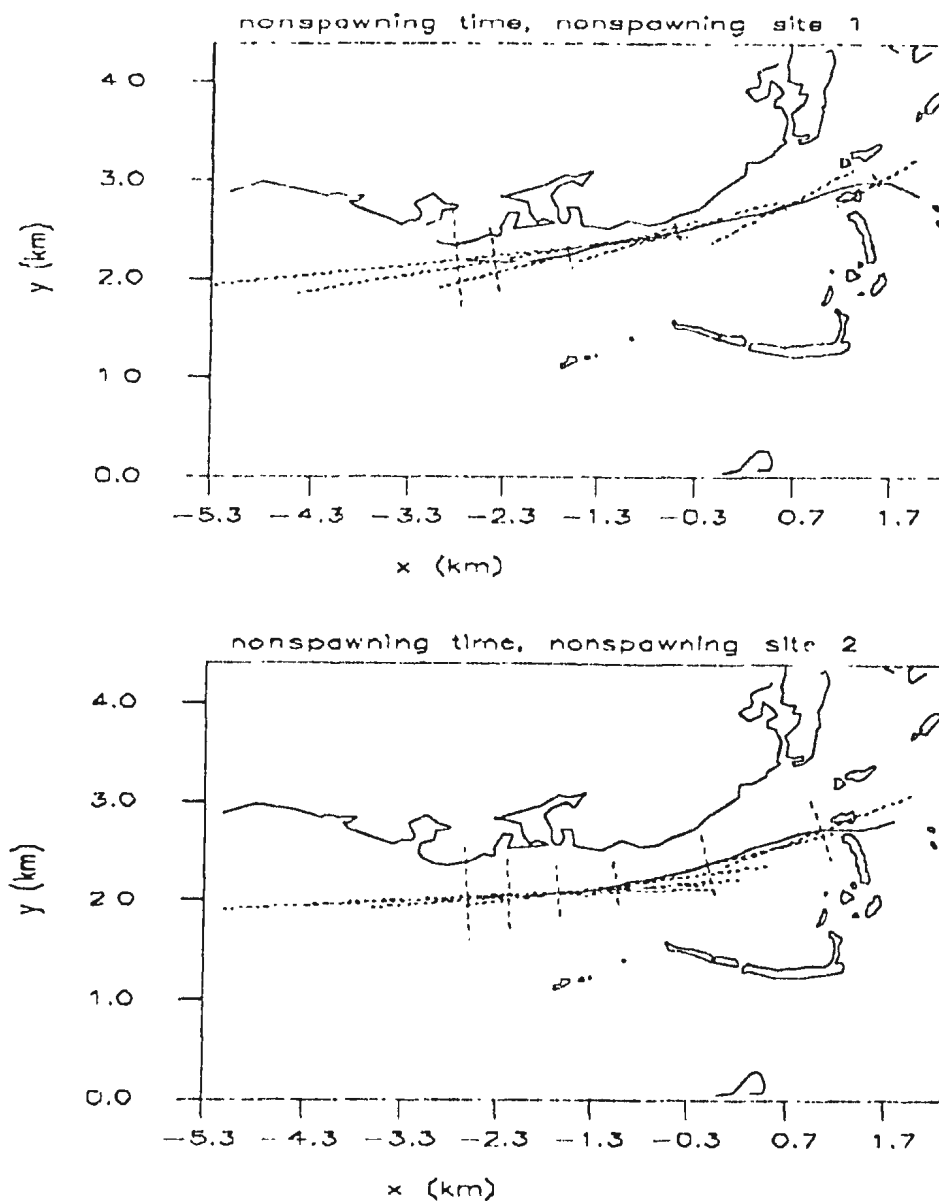 nonspawning time, nonspawning site 1
4 0
3.0
2.0
1 0
0.0
y (km)
−5.3 −4.3 −3.3 −2.3 −1.3 −0.3 0.7 1.7
x (km)
nonspawning time, nonspawning site 2
4.0
3.0
2 0
1.0
0.0
y (km)
−5.3 −4.3 −3.3 −2.3 −1.3 −0.3 0.7 1.7
x (km)